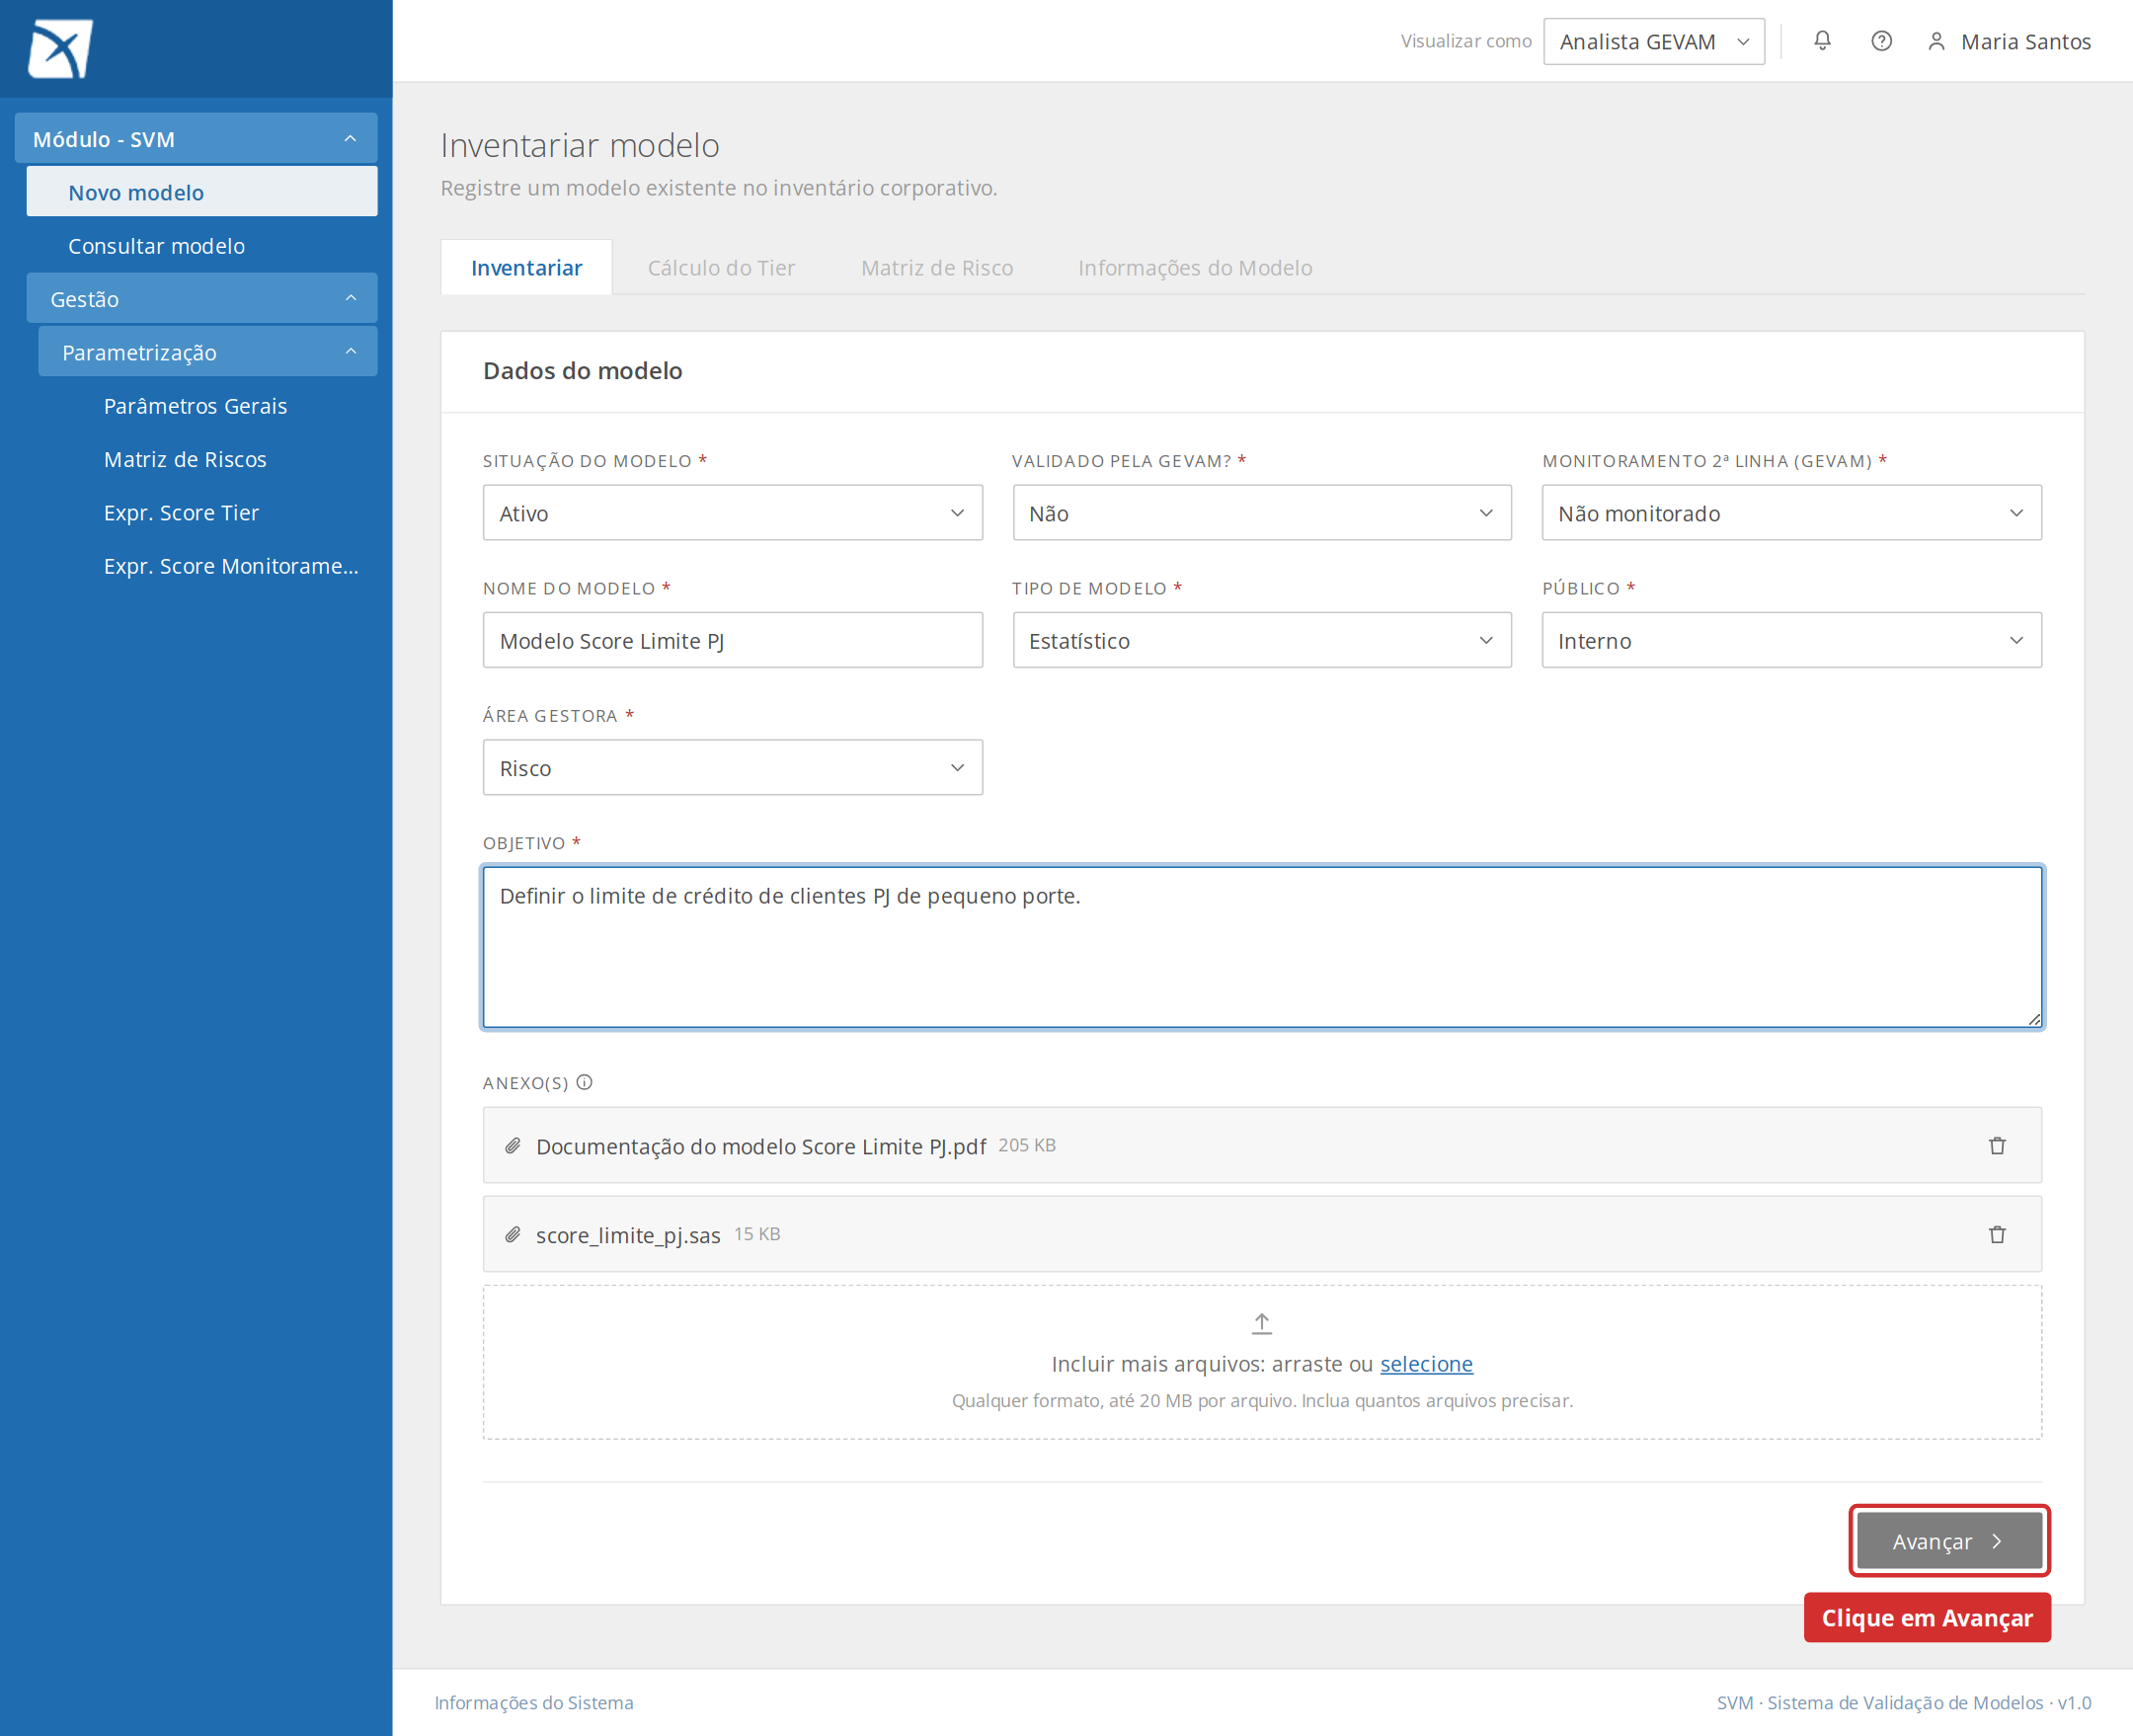 Visualizar como
Analista GEVAM
Maria Santos
Módulo - SVM
Novo modelo
Consultar modelo
Gestão
Parametrização
Parâmetros Gerais
Matriz de Riscos
Expr. Score Tier
Expr. Score Monitorame...
Inventariar modelo
Registre um modelo existente no inventário corporativo.
Inventariar
Cálculo do Tier
Matriz de Risco
Informações do Modelo
Dados do modelo
SITUAÇÃO DO MODELO *
VALIDADO PELA GEVAM? *
MONITORAMENTO 2ª LINHA (GEVAM) *
Ativo
Não
Não monitorado
NOME DO MODELO *
TIPO DE MODELO *
PÚBLICO *
Modelo Score Limite PJ
Estatístico
Interno
ÁREA GESTORA *
Risco
OBJETIVO *
Definir o limite de crédito de clientes PJ de pequeno porte.
ANEXO(S)
Documentação do modelo Score Limite PJ.pdf 205 KB
score_limite_pj.sas 15 KB
Incluir mais arquivos: arraste ou selecione
Qualquer formato, até 20 MB por arquivo. Inclua quantos arquivos precisar.
Avançar
Clique em Avançar
Informações do Sistema
SVM · Sistema de Validação de Modelos · v1.0